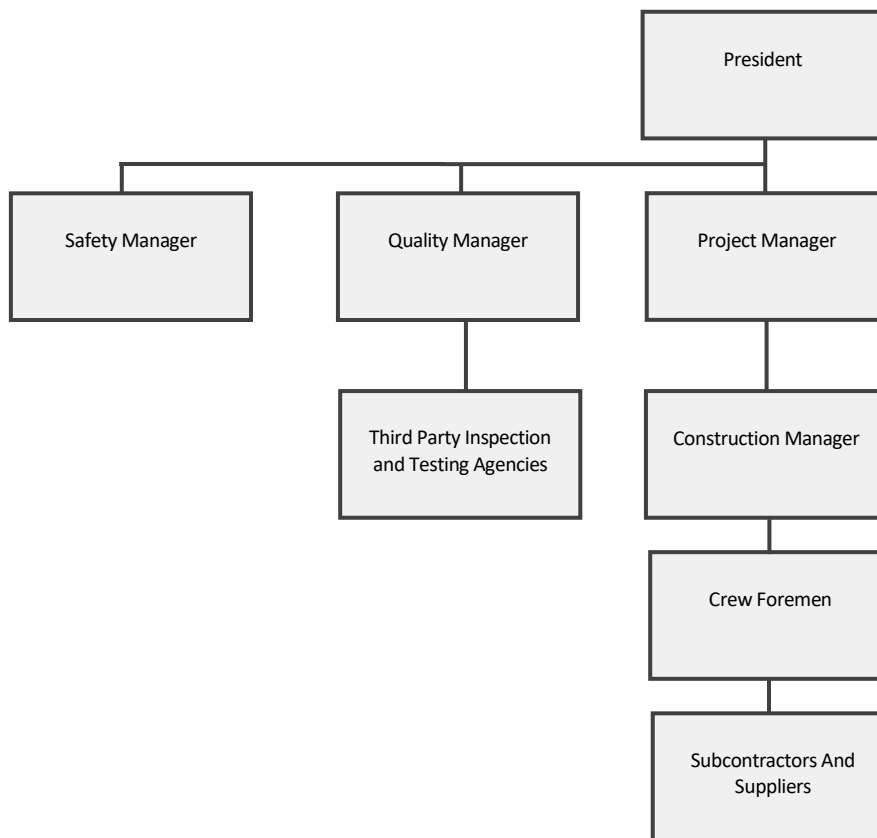 President
Safety Manager
Quality Manager
Project Manager
Third Party Inspection
and Testing Agencies
Construction Manager
Crew Foremen
Subcontractors And
Suppliers